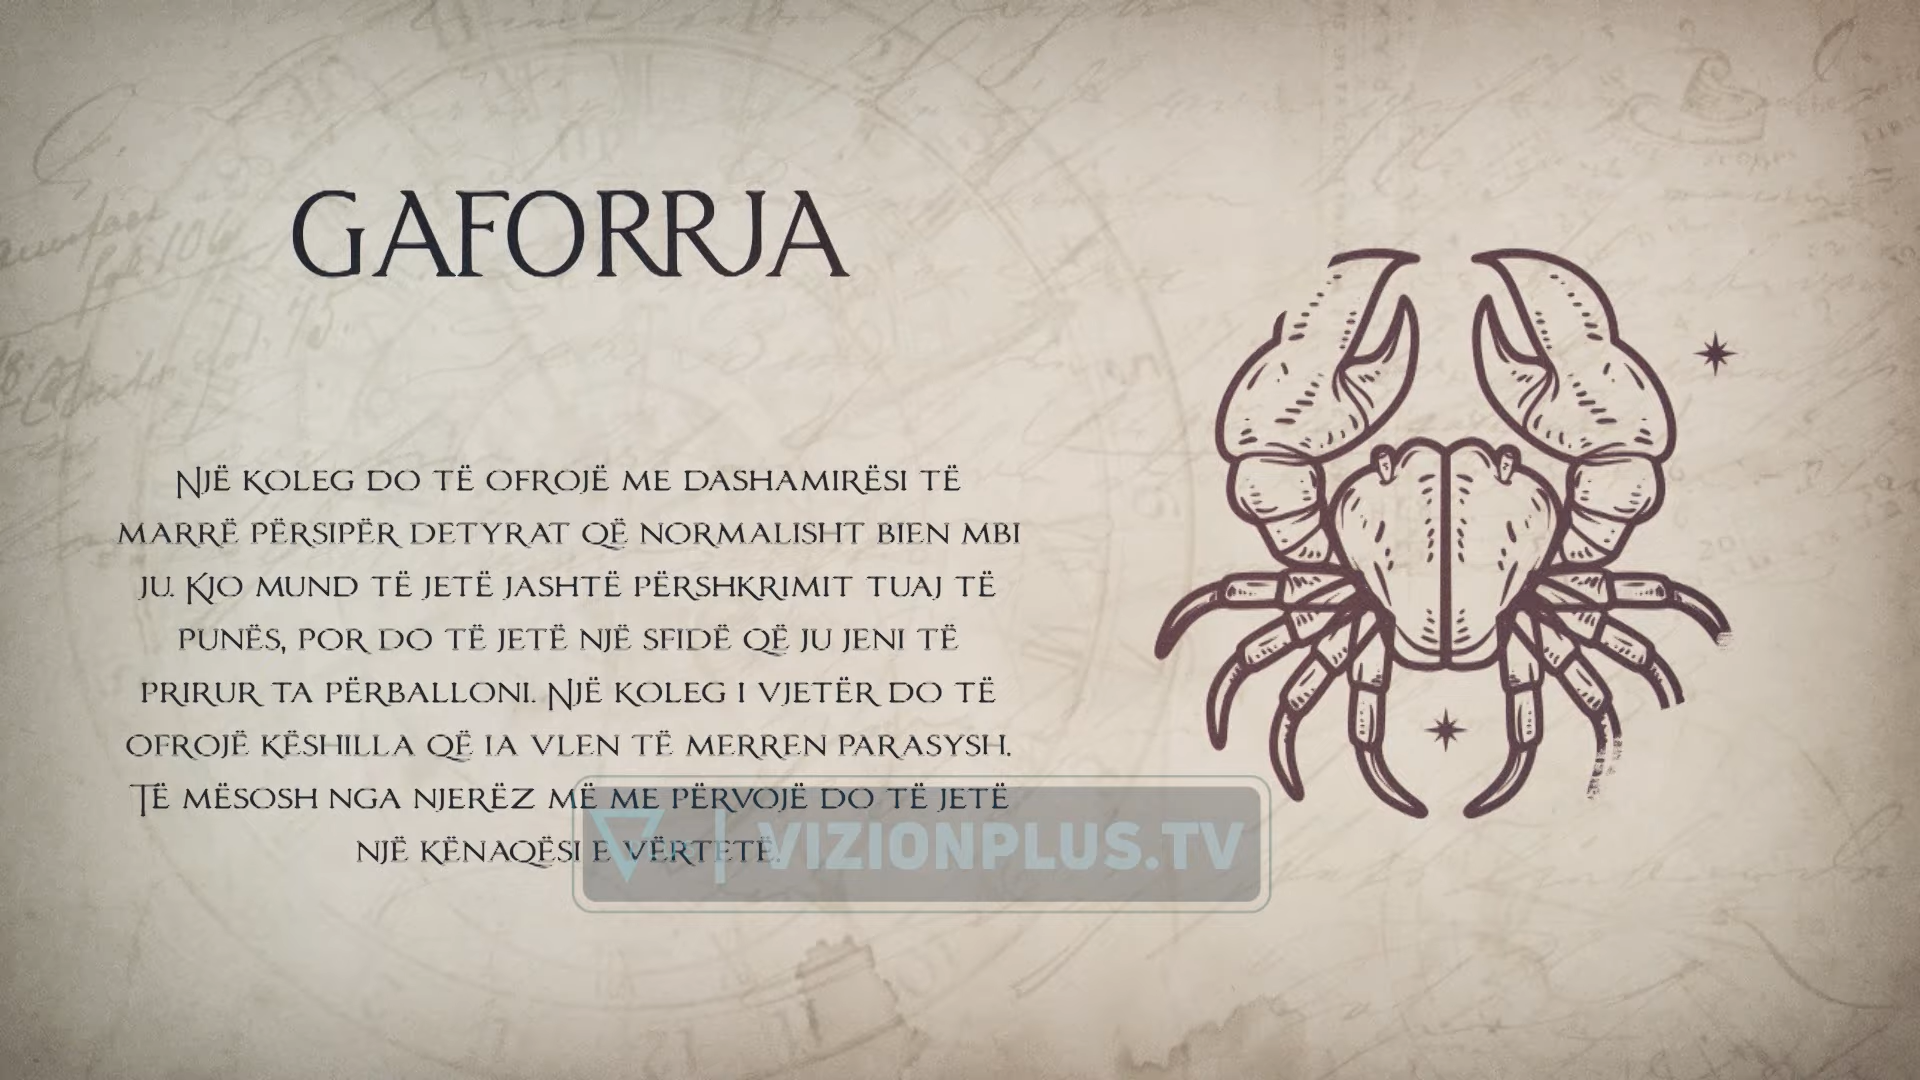 GAFORRJA
NJË KOLEG DO TË OFROJË ME DASHAMIRËSI TË
MARRË PËRSIPËR DETYRAT QË NORMALISHT BIEN MBI
JU. KJO MUND TË JETË JASHTË PËRSHKRIMIT TUAJ TË
PUNËS, POR DO TË JETË NJË SFIDË QË JU JENI TË
PRIRUR TA PËRBALLONI. NJË KOLEG I VJETËR DO TË
OFROJË KËSHILLA QË IA VLEN TË MERREN PARASYSH.
TË MËSOSH NGA NJERËZ MË ME PËRVOJË DO TË JETË
NJË KËNAQËSI E VËRTETË.
VIZIONPLUS.TV